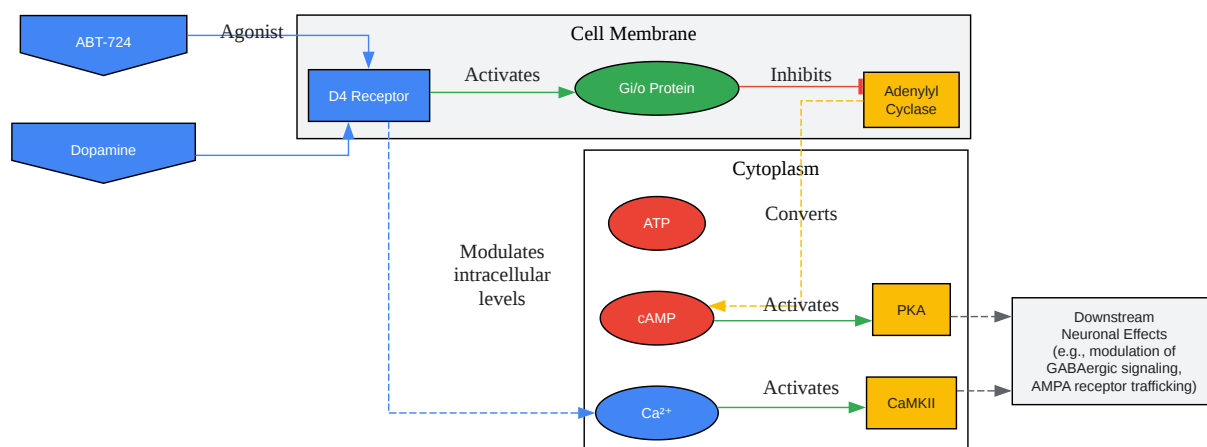 ABT-724
Agonist
Cell Membrane
D4 Receptor
Activates
Gi/o Protein
Inhibits
Adenylyl
Cyclase
Dopamine
Cytoplasm
ATP
Converts
Modulates
intracellular
levels
cAMP
Activates
PKA
Downstream
Neuronal Effects
(e.g., modulation of
GABAergic signaling,
AMPA receptor trafficking)
Ca²⁺
Activates
CaMKII